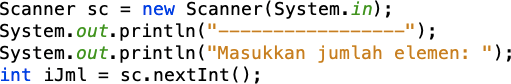 Scanner sc = new Scanner(System.in);
System.out.println("-----------------");
System.out.println("Masukkan jumlah elemen: ");
int iJml = sc.nextInt();